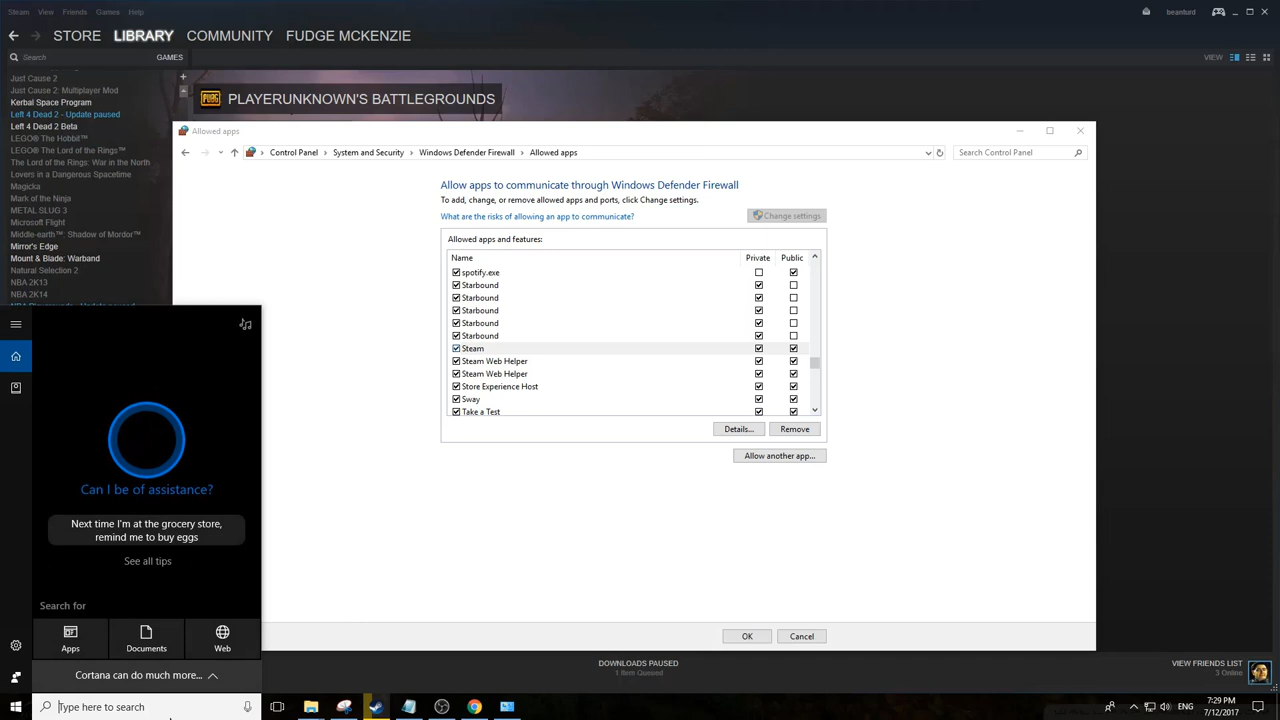 Steam View Friends Games Help
beanturd
STORE LIBRARY COMMUNITY FUDGE MCKENZIE
Search GAMES
VIEW
Just Cause 2
Just Cause 2: Multiplayer Mod
Kerbal Space Program
Left 4 Dead 2 - Update paused
Left 4 Dead 2 Beta
LEGO® The Hobbit™
LEGO® The Lord of the Rings™
The Lord of the Rings: War in the North
Lovers in a Dangerous Spacetime
Magicka
Mark of the Ninja
METAL SLUG 3
Microsoft Flight
Middle-earth™: Shadow of Mordor™
Mirror's Edge
Mount & Blade: Warband
Natural Selection 2
NBA 2K13
NBA 2K14
NBA Playgrounds - Update paused
PUBG
PLAYERUNKNOWN'S BATTLEGROUNDS
Allowed apps
Control Panel > System and Security > Windows Defender Firewall > Allowed apps
Search Control Panel
Allow apps to communicate through Windows Defender Firewall
To add, change, or remove allowed apps and ports, click Change settings.
What are the risks of allowing an app to communicate?
Change settings
Allowed apps and features:
Name Private Public
spotify.exe
Starbound
Starbound
Starbound
Starbound
Starbound
Steam
Steam Web Helper
Steam Web Helper
Store Experience Host
Sway
Take a Test
Details...
Remove
Allow another app...
OK
Cancel
Can I be of assistance?
Next time I'm at the grocery store,
remind me to buy eggs
See all tips
Search for
Apps
Documents
Web
Cortana can do much more...
Type here to search
DOWNLOADS PAUSED
1 Item Queued
VIEW FRIENDS LIST
3 Online
7:29 PM
7/12/2017